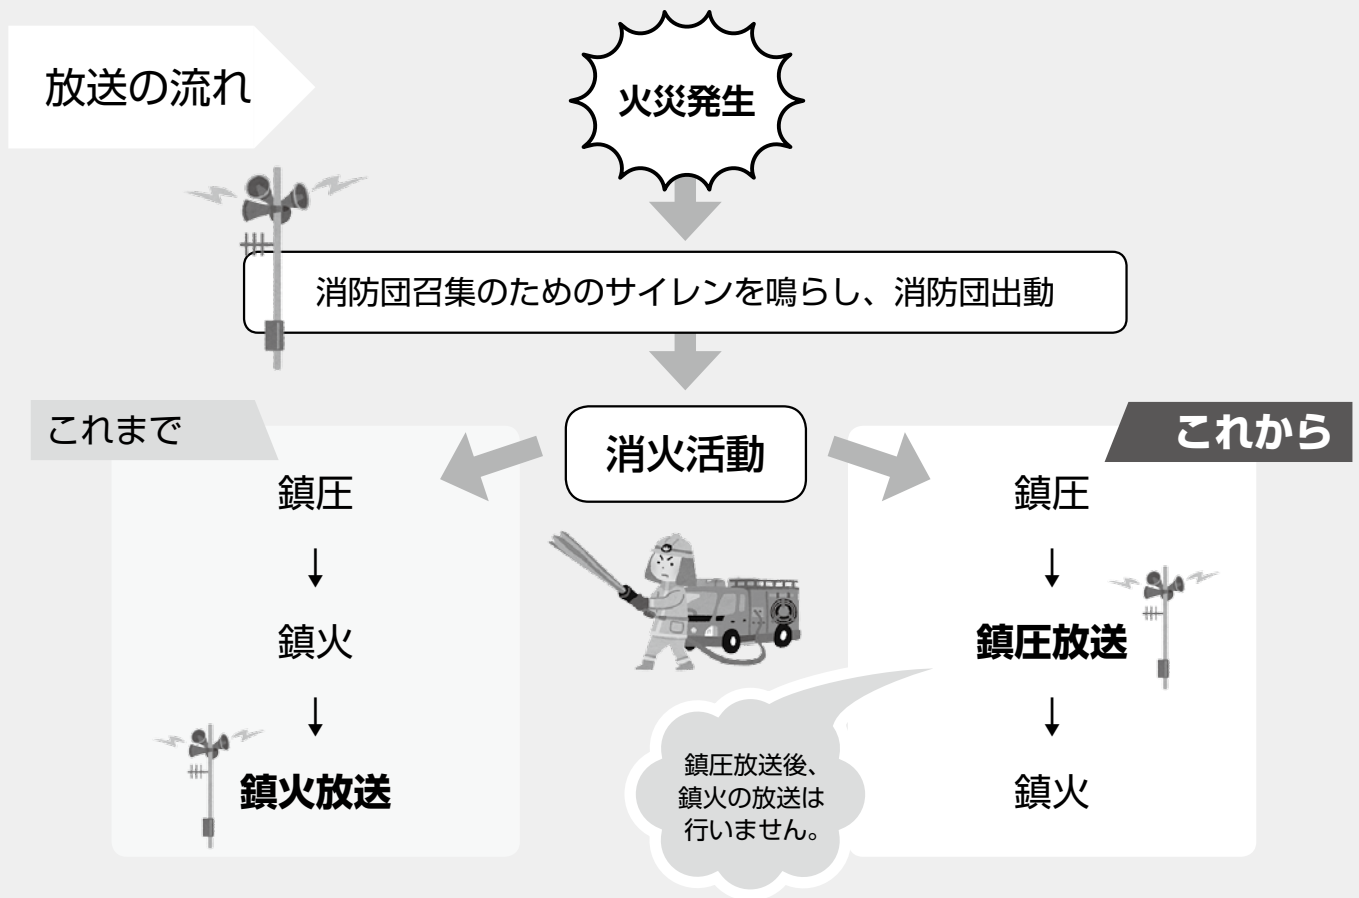 放送の流れ
火災発生
消防団召集のためのサイレンを鳴らし、消防団出動
消火活動
これまで
鎮圧
↓
鎮火
↓
鎮火放送
これから
鎮圧
↓
鎮圧放送
↓
鎮火
鎮圧放送後、
鎮火の放送は
行いません。